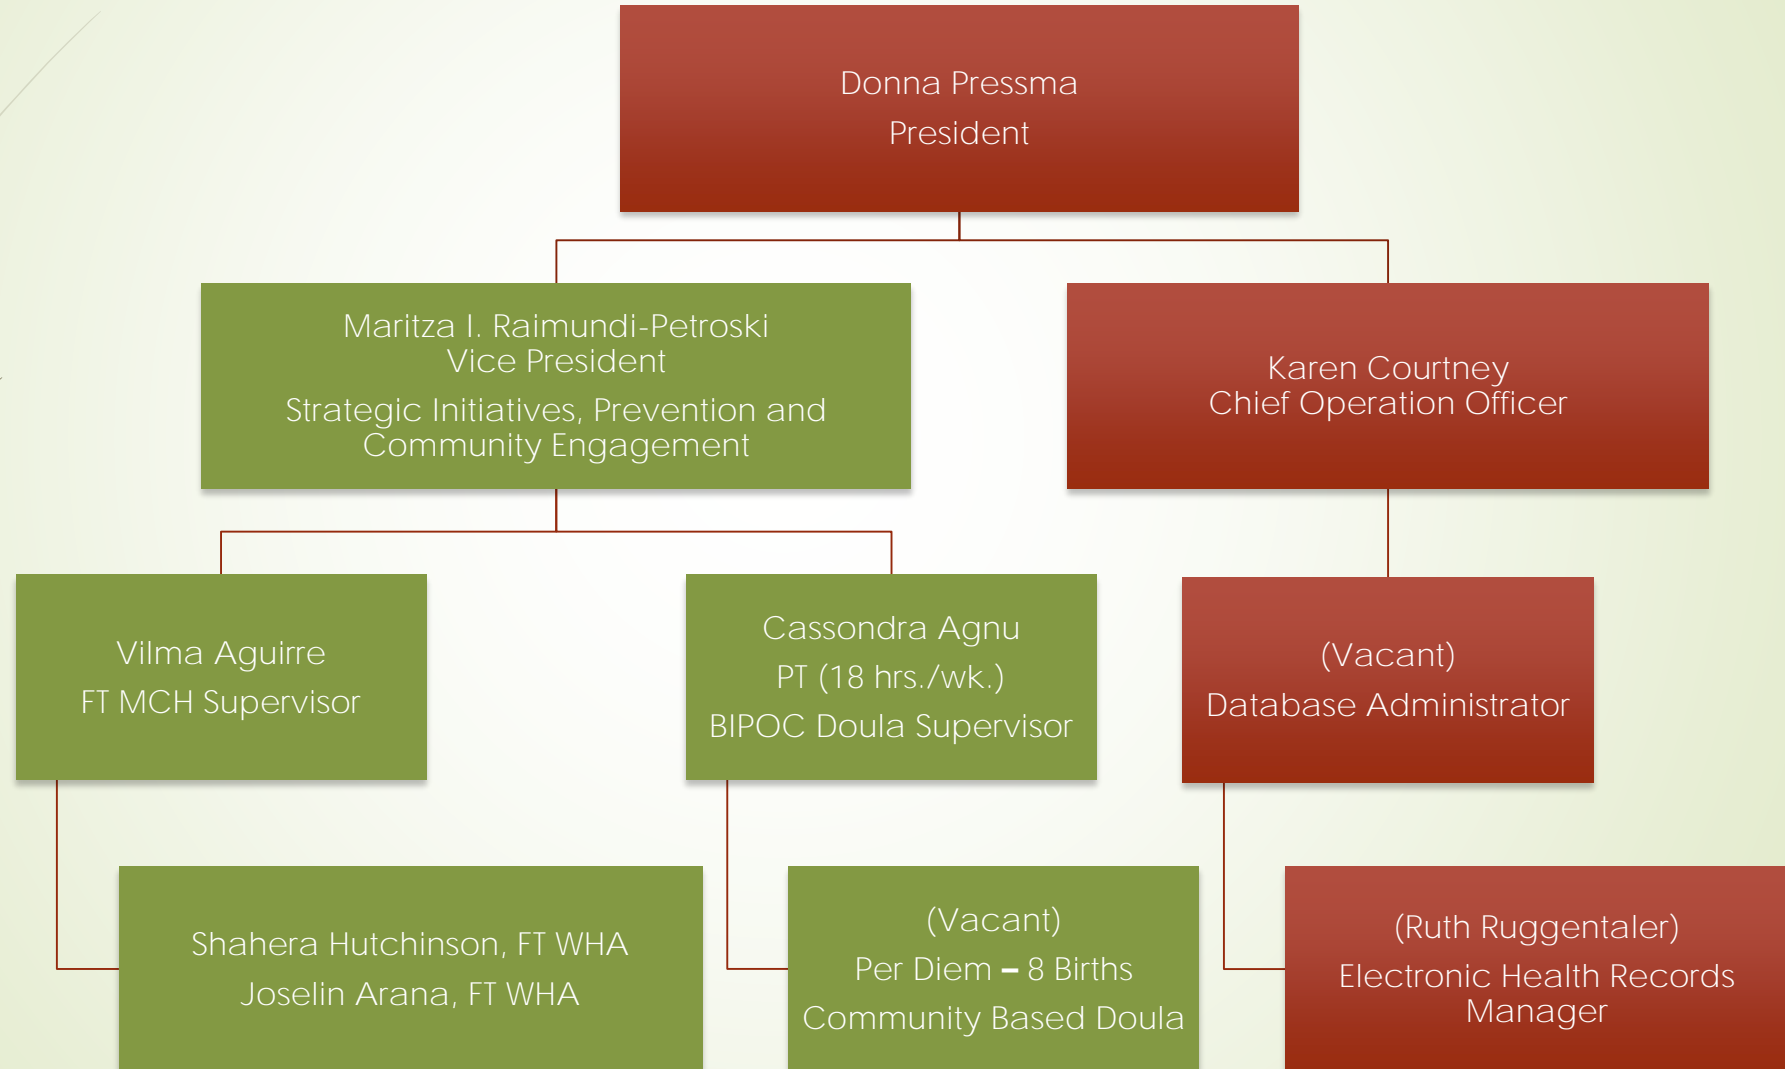 Donna Pressma
President
Maritza I. Raimundi-Petroski
Vice President
Strategic Initiatives, Prevention and
Community Engagement
Karen Courtney
Chief Operation Officer
Vilma Aguirre
FT MCH Supervisor
Cassondra Agnu
PT (18 hrs./wk.)
BIPOC Doula Supervisor
(Vacant)
Database Administrator
Shahera Hutchinson, FT WHA
Joselin Arana, FT WHA
(Vacant)
Per Diem – 8 Births
Community Based Doula
(Ruth Ruggentaler)
Electronic Health Records
Manager